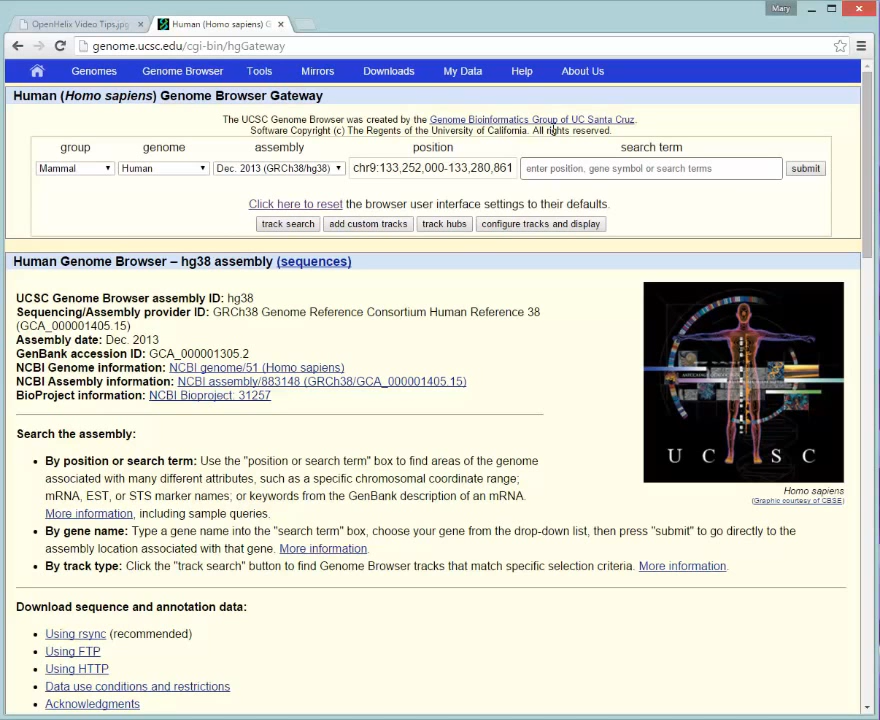 Mary
OpenHelix Video Tips.jpg
Human (Homo sapiens) G
genome.ucsc.edu/cgi-bin/hgGateway
Genomes Genome Browser Tools Mirrors Downloads My Data Help About Us
Human (Homo sapiens) Genome Browser Gateway
The UCSC Genome Browser was created by the Genome Bioinformatics Group of UC Santa Cruz.
Software Copyright (c) The Regents of the University of California. All rights reserved.
group genome assembly position search term
Mammal Human Dec. 2013 (GRCh38/hg38) chr9:133,252,000-133,280,861 enter position, gene symbol or search terms submit
Click here to reset the browser user interface settings to their defaults.
track search add custom tracks track hubs configure tracks and display
Human Genome Browser – hg38 assembly (sequences)
UCSC Genome Browser assembly ID: hg38
Sequencing/Assembly provider ID: GRCh38 Genome Reference Consortium Human Reference 38
(GCA_000001405.15)
Assembly date: Dec. 2013
GenBank accession ID: GCA_000001305.2
NCBI Genome information: NCBI genome/51 (Homo sapiens)
NCBI Assembly information: NCBI assembly/883148 (GRCh38/GCA_000001405.15)
BioProject information: NCBI Bioproject: 31257
Search the assembly:
• By position or search term: Use the "position or search term" box to find areas of the genome
associated with many different attributes, such as a specific chromosomal coordinate range;
mRNA, EST, or STS marker names; or keywords from the GenBank description of an mRNA.
More information, including sample queries.
U C S C
Homo sapiens
(Graphic courtesy of CBSE)
• By gene name: Type a gene name into the "search term" box, choose your gene from the drop-down list, then press "submit" to go directly to the
assembly location associated with that gene. More information.
• By track type: Click the "track search" button to find Genome Browser tracks that match specific selection criteria. More information.
Download sequence and annotation data:
• Using rsync (recommended)
• Using FTP
• Using HTTP
• Data use conditions and restrictions
• Acknowledgments